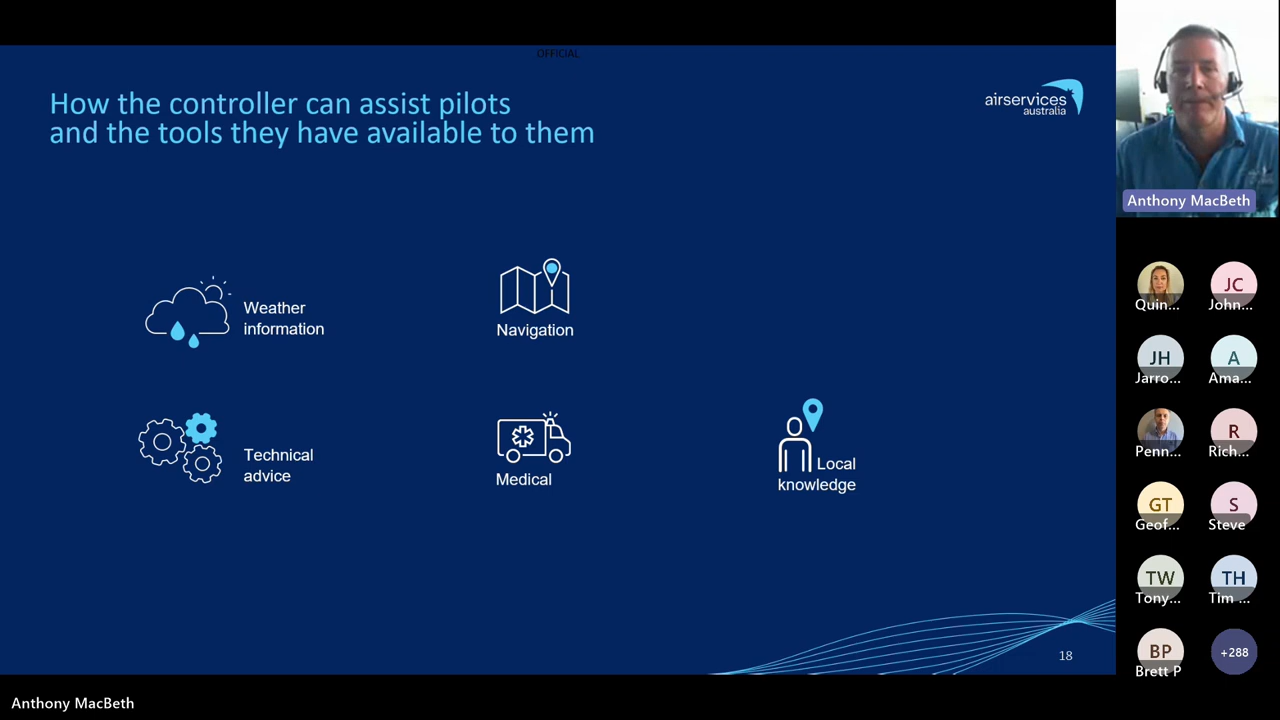 OFFICIAL
How the controller can assist pilots
and the tools they have available to them
airservices
australia
Weather
information
Navigation
Technical
advice
Medical
Local
knowledge
18
Anthony MacBeth
Quin...
JC
John...
JH
Jarro...
A
Ama...
Penn...
R
Rich...
GT
Geof...
S
Steve
TW
Tony...
TH
Tim ...
BP
Brett P
+288
Anthony MacBeth